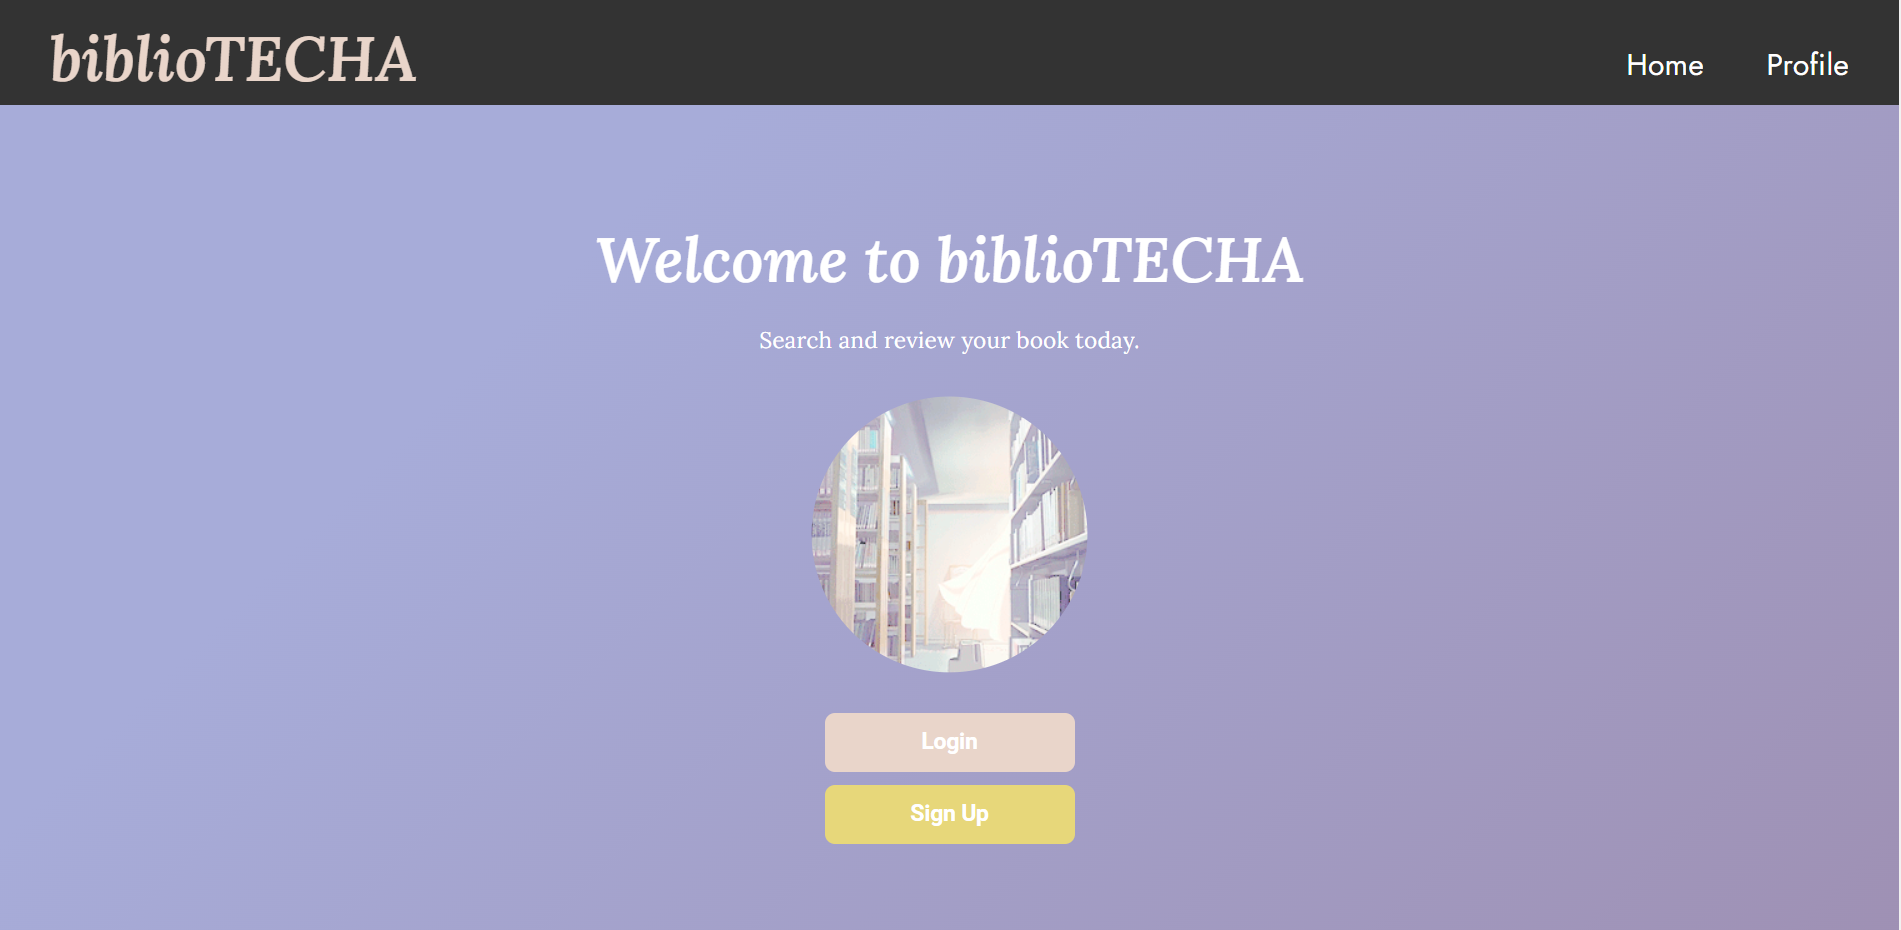 biblioTECHA
Home
Profile
Welcome to biblioTECHA
Search and review your book today.
Login
Sign Up